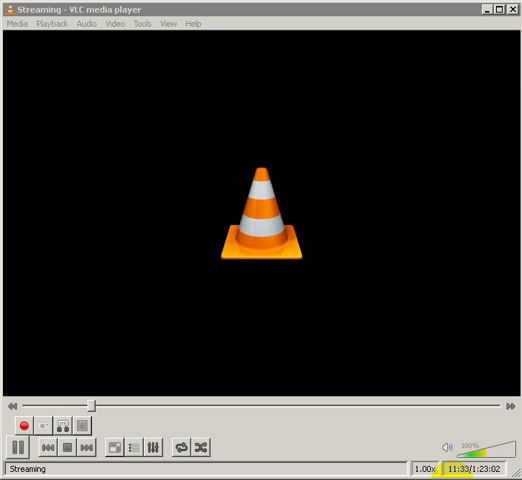 Streaming - VLC media player
Media Playback Audio Video Tools View Help
100%
Streaming 1.00x 11:33/1:23:02